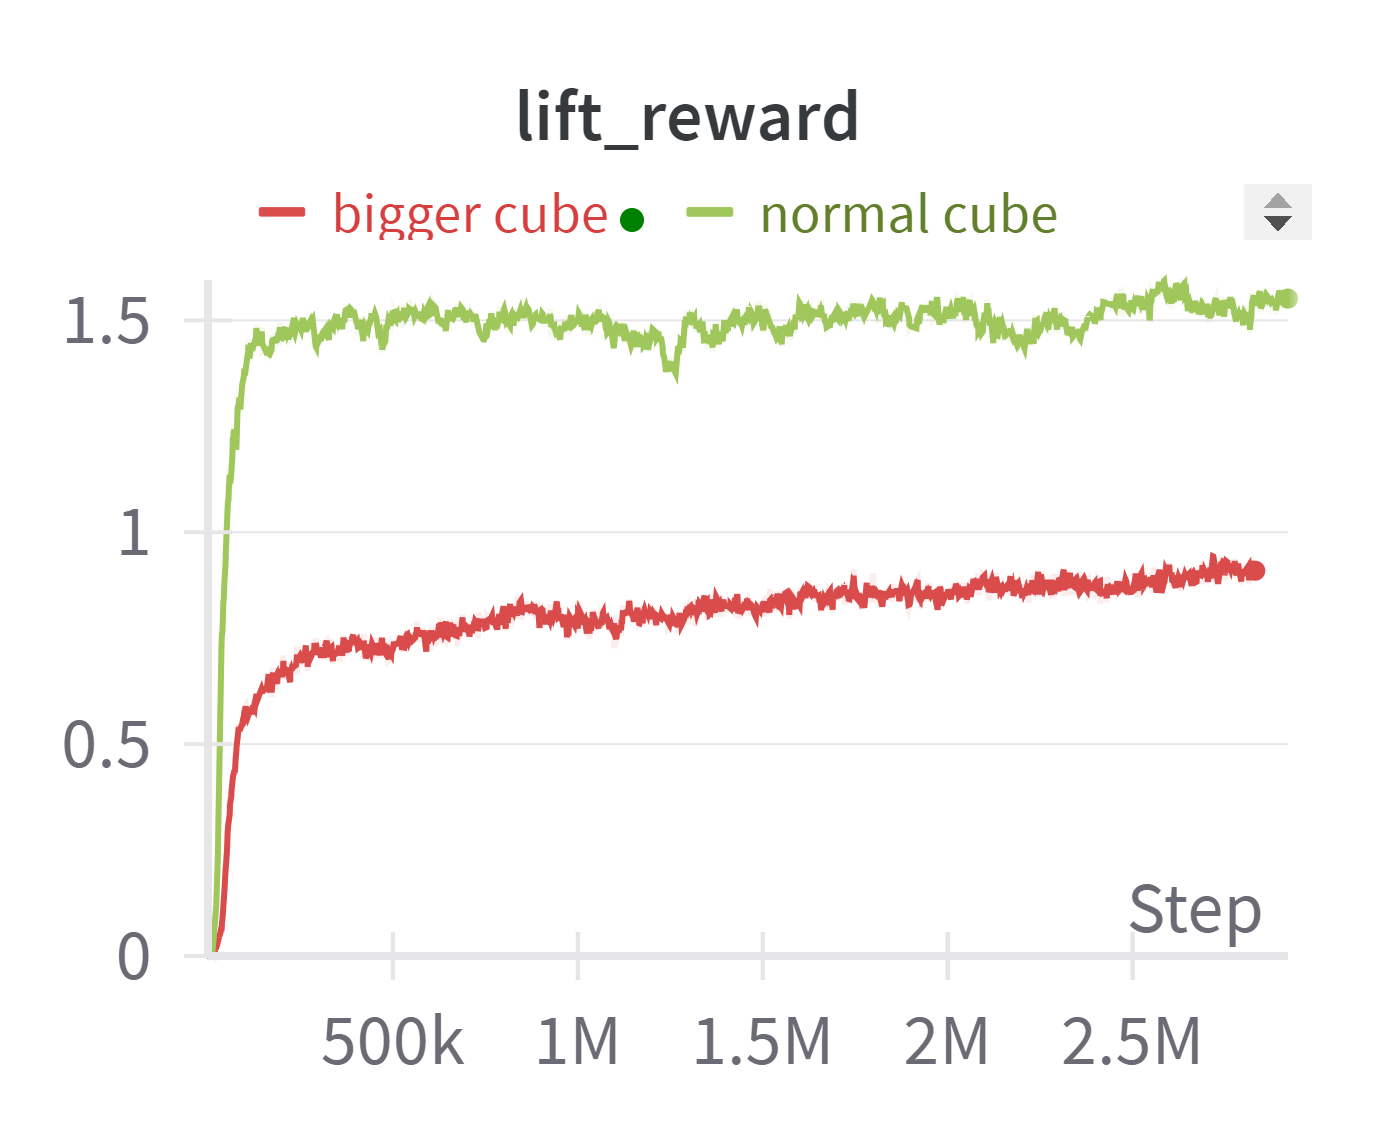 lift_reward
bigger cube normal cube
1.5
1
0.5
0
Step
500k 1M 1.5M 2M 2.5M